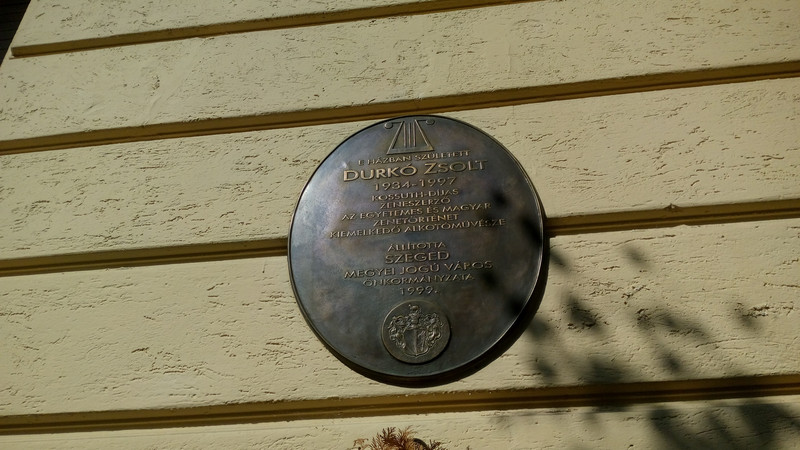 E HÁZBAN SZÜLETETT
DURKÓ ZSOLT
1934-1997
KOSSUTH-DÍJAS
ZENESZERZŐ
AZ EGYETEMES ÉS MAGYAR
ZENETÖRTÉNET
KIEMELKEDŐ ALKOTÓMŰVÉSZE
ÁLLÍTOTTA
SZEGED
MEGYEI JOGÚ VÁROS
ÖNKORMÁNYZATA
1999.